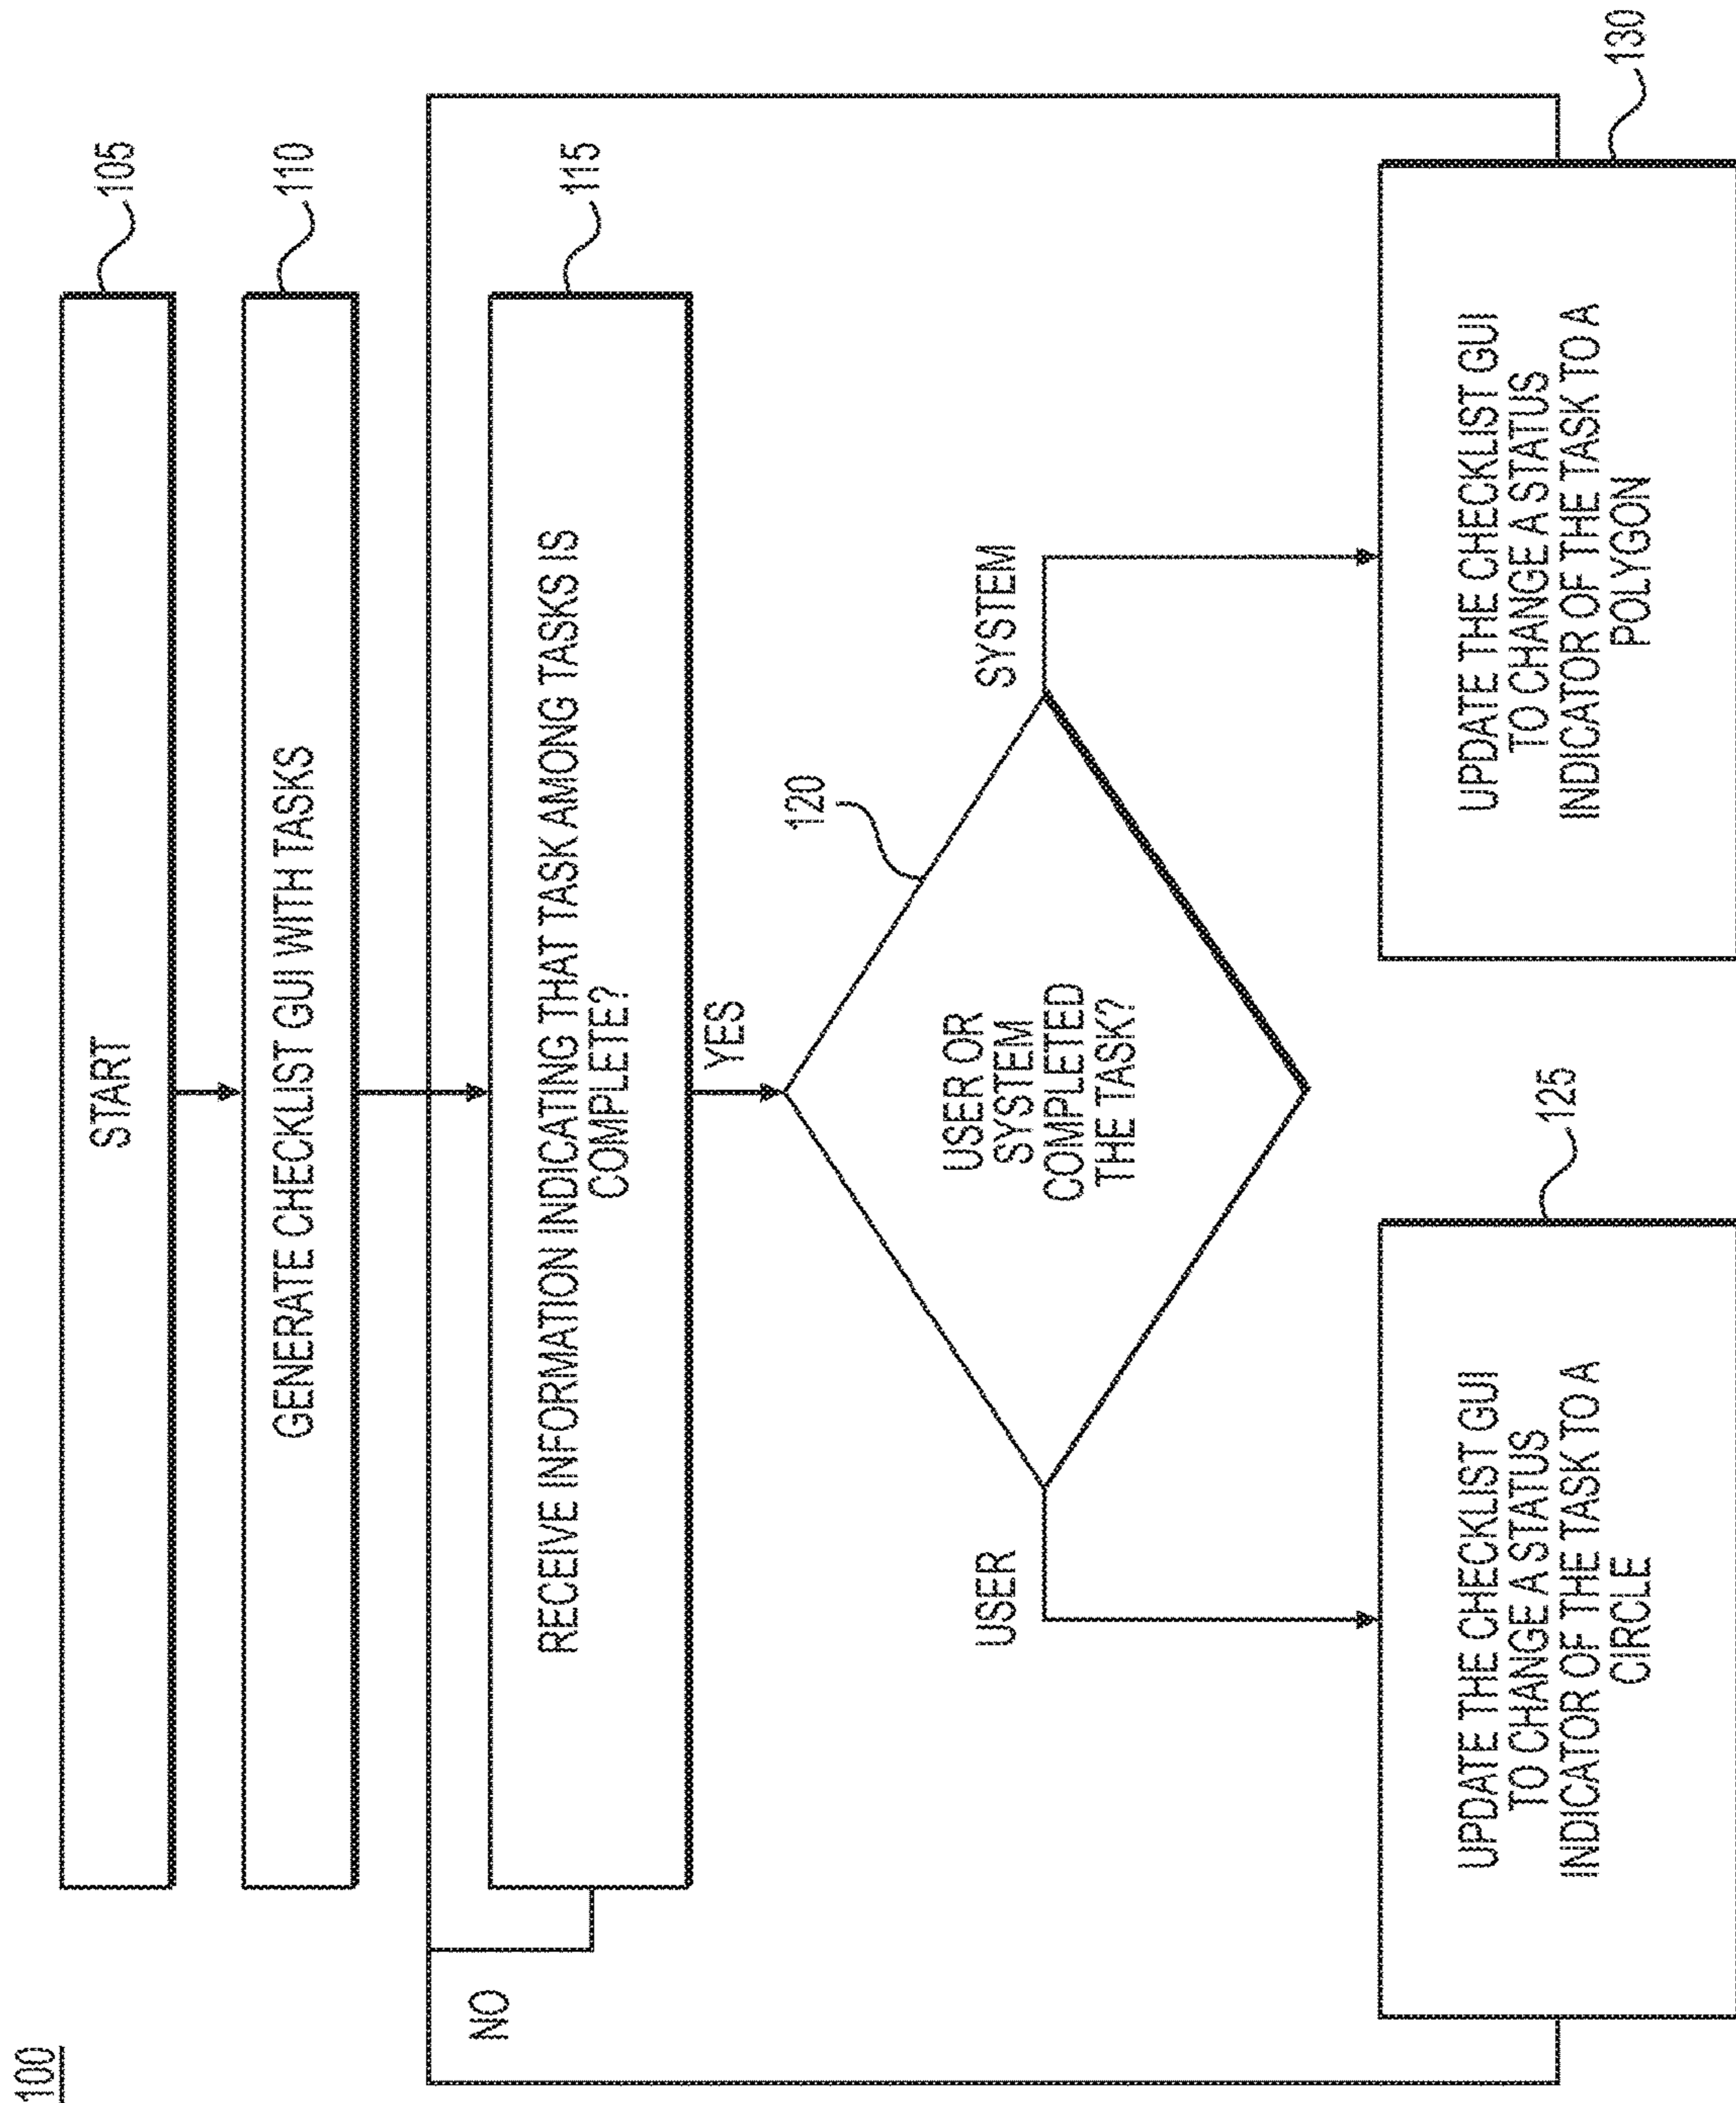 100
START
105
GENERATE CHECKLIST GUI WITH TASKS
110
RECEIVE INFORMATION INDICATING THAT TASK AMONG TASKS IS
COMPLETE?
115
NO
YES
120
USER OR
SYSTEM
COMPLETED
THE TASK?
USER
SYSTEM
UPDATE THE CHECKLIST GUI
TO CHANGE A STATUS
INDICATOR OF THE TASK TO A
CIRCLE
125
UPDATE THE CHECKLIST GUI
TO CHANGE A STATUS
INDICATOR OF THE TASK TO A
POLYGON
130